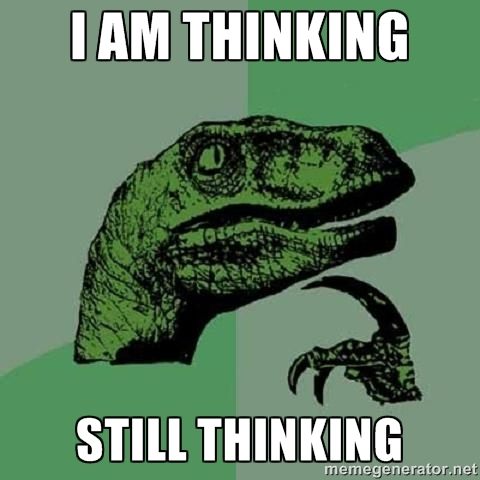 I AM THINKING
STILL THINKING
memegenerator.net